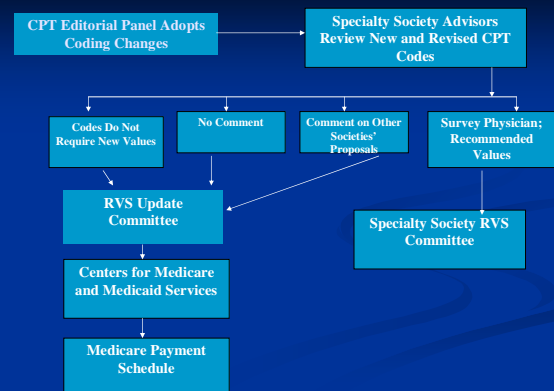 CPT Editorial Panel Adopts
Coding Changes
Specialty Society Advisors
Review New and Revised CPT
Codes
Codes Do Not
Require New Values
No Comment
Comment on Other
Societies’
Proposals
Survey Physician;
Recommended
Values
RVS Update
Committee
Specialty Society RVS
Committee
Centers for Medicare
and Medicaid Services
Medicare Payment
Schedule